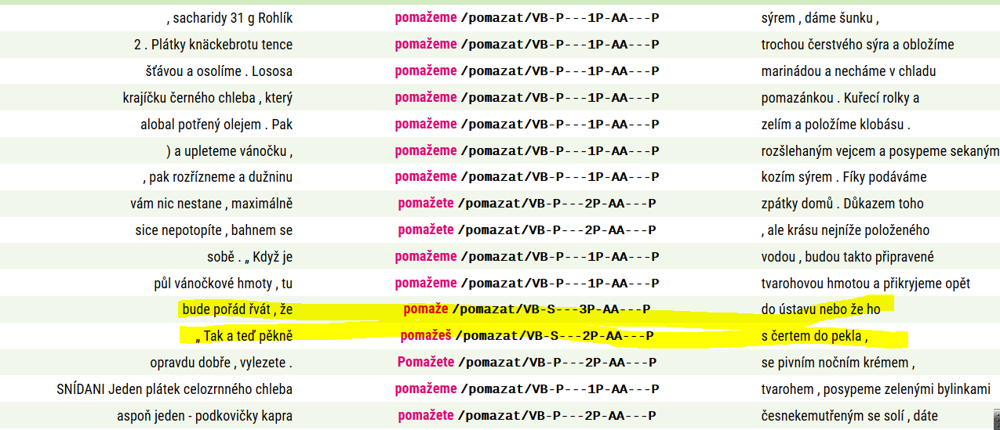 , sacharidy 31 g Rohlík pomažeme /pomazat/VB-P---1P-AA---P sýrem , dáme šunku ,
2 . Plátky knäckebrotu tence pomažeme /pomazat/VB-P---1P-AA---P trochou čerstvého sýra a obložíme
šťávou a osolíme . Lososa pomažeme /pomazat/VB-P---1P-AA---P marinádou a necháme v chladu
krajíčku černého chleba , který pomažeme /pomazat/VB-P---1P-AA---P pomazánkou . Kuřecí rolky a
alobal potřený olejem . Pak pomažeme /pomazat/VB-P---1P-AA---P zelím a položíme klobásu .
) a upleteme vánočku , pomažeme /pomazat/VB-P---1P-AA---P rozšlehaným vejcem a posypeme sekaným
, pak rozřízneme a dužninu pomažeme /pomazat/VB-P---1P-AA---P kozím sýrem . Fíky podáváme
vám nic nestane , maximálně pomažete /pomazat/VB-P---2P-AA---P zpátky domů . Důkazem toho
sice nepotopíte , bahnem se pomažete /pomazat/VB-P---2P-AA---P , ale krásu nejníže položeného
sobě . „ Když je pomažeme /pomazat/VB-P---1P-AA---P vodou , budou takto připravené
půl vánočkové hmoty , tu pomažeme /pomazat/VB-P---1P-AA---P tvarohovou hmotou a přikryjeme opět
bude pořád řvát , že pomaže /pomazat/VB-S---3P-AA---P do ústavu nebo že ho
„ Tak a teď pěkně pomažeš /pomazat/VB-S---2P-AA---P s čertem do pekla ,
opravdu dobře , vylezete . Pomažete /pomazat/VB-P---2P-AA---P se pivním nočním krémem ,
SNÍDANI Jeden plátek celozrnného chleba pomažeme /pomazat/VB-P---1P-AA---P tvarohem , posypeme zelenými bylinkami
aspoň jeden - podkovičky kapra pomažete /pomazat/VB-P---2P-AA---P česnekemutřeným se solí , dáte